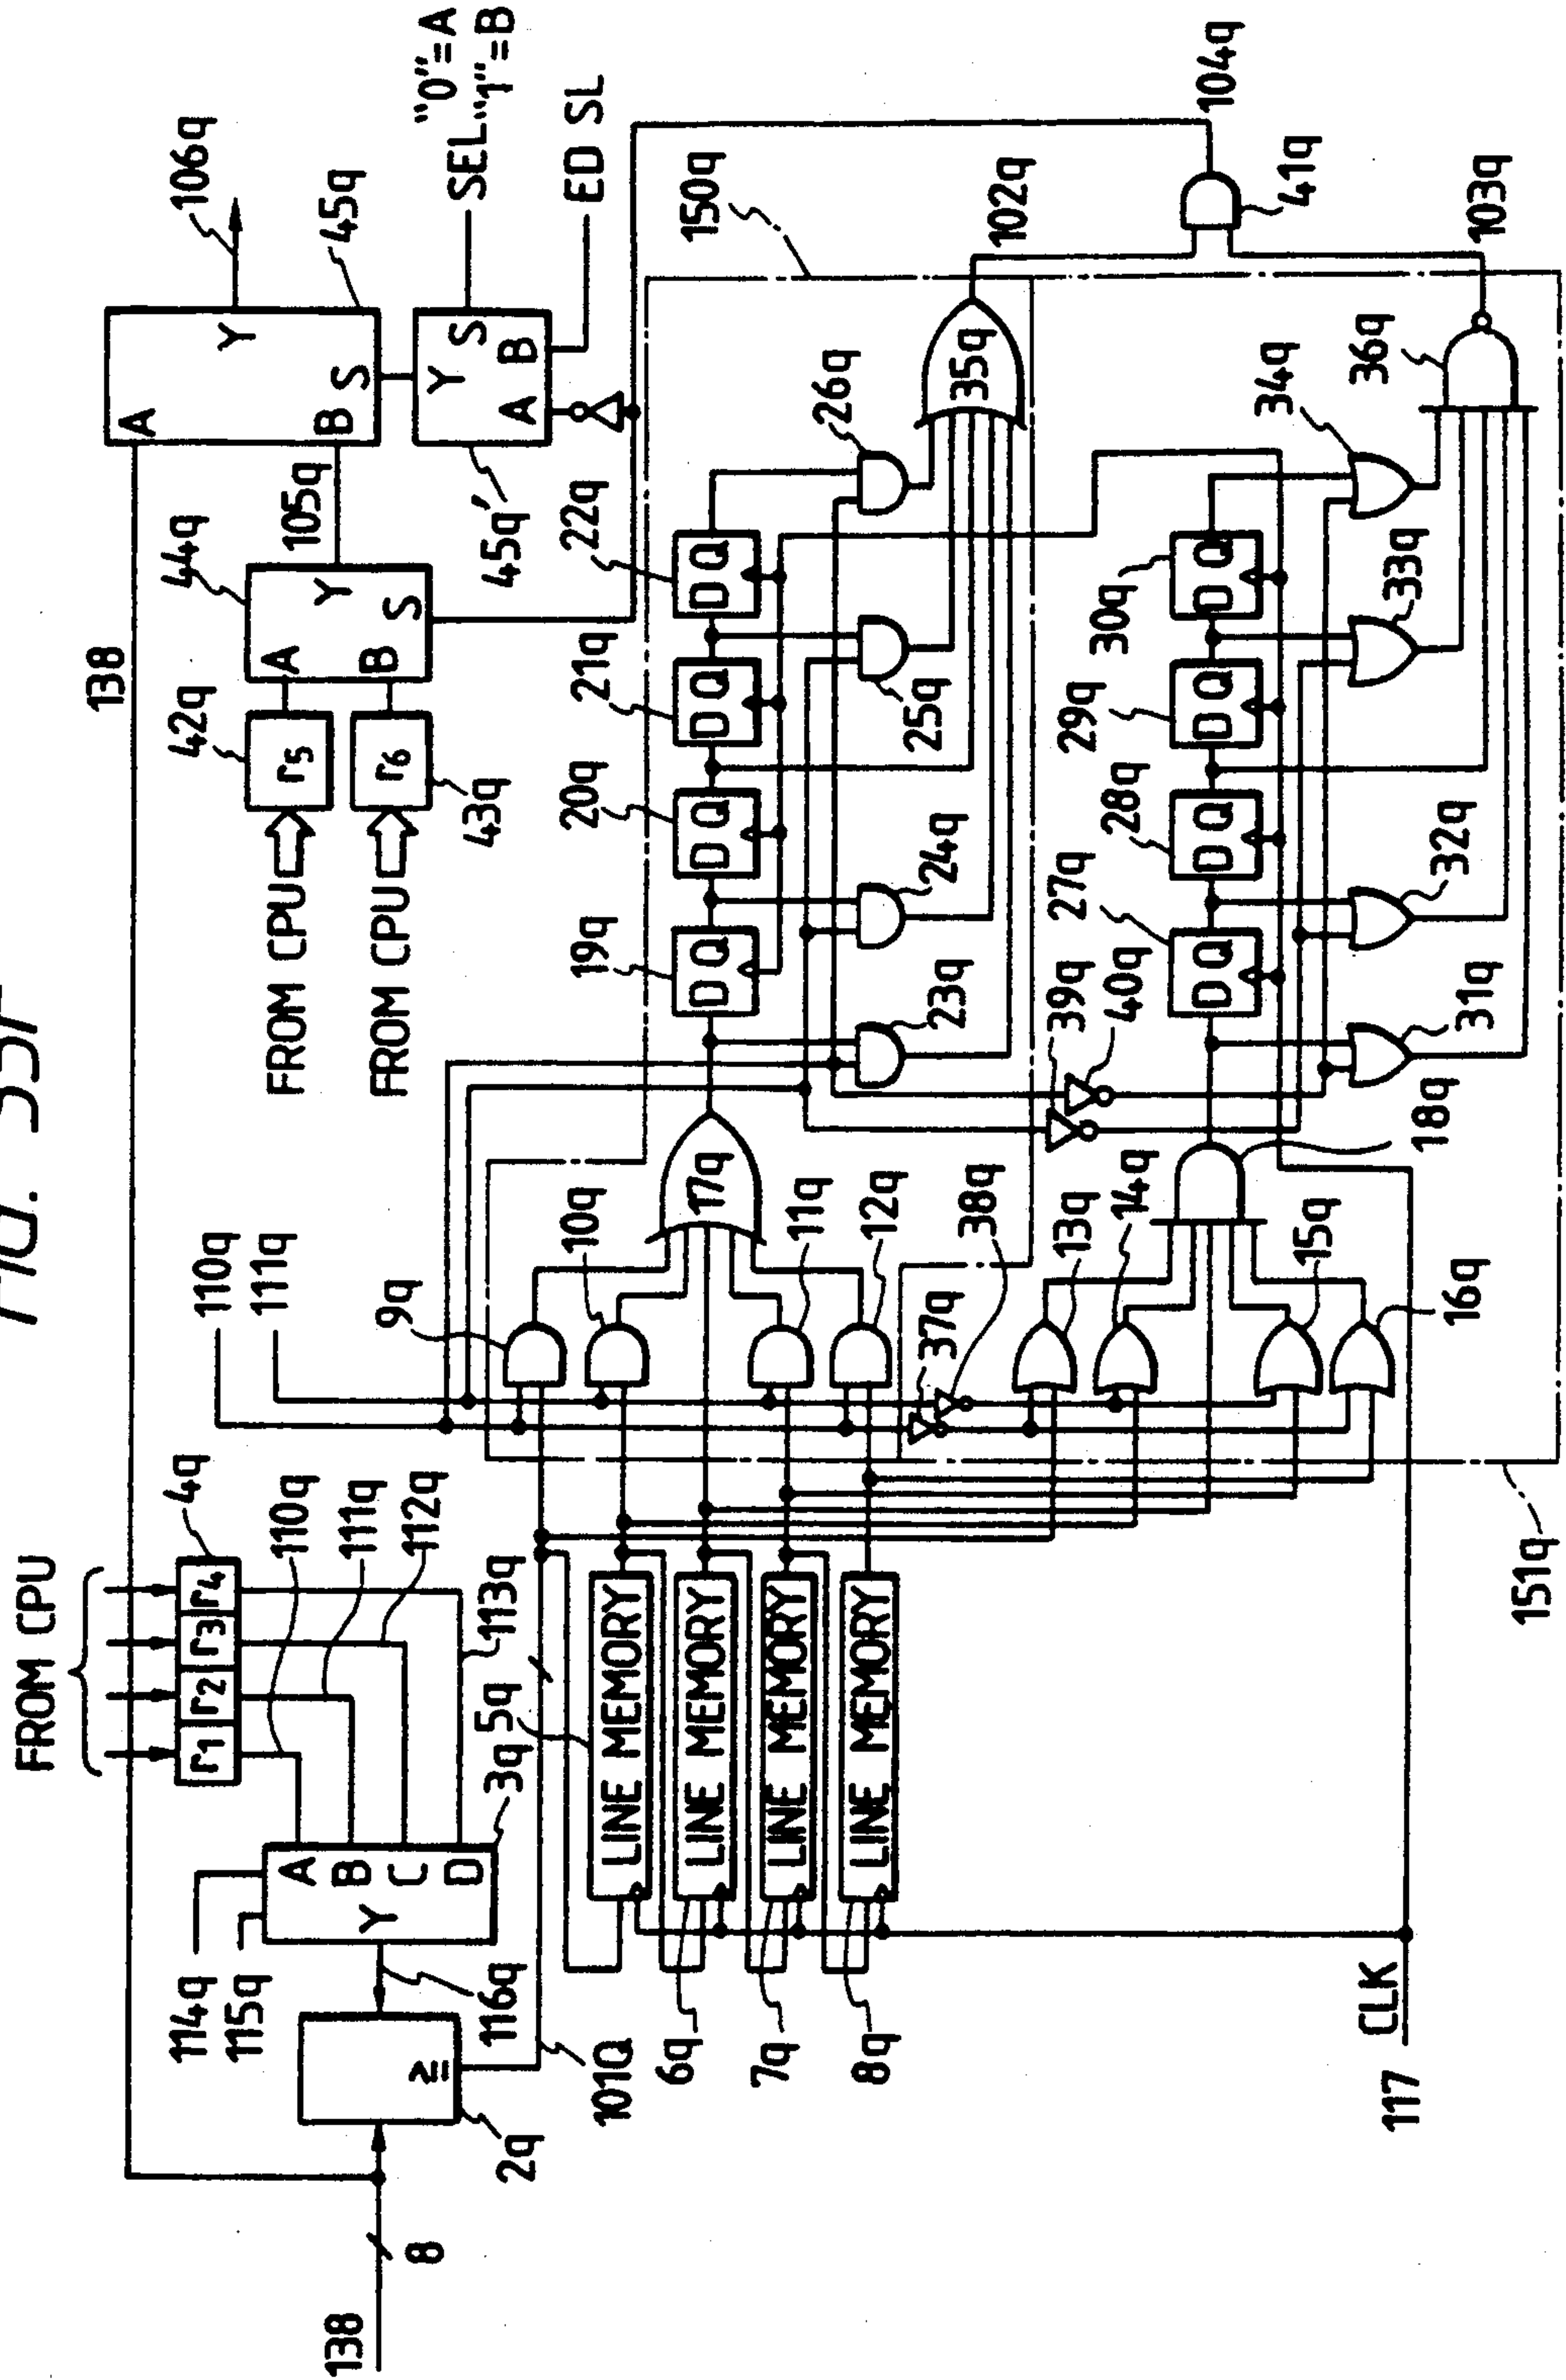 138
8
2q
≥
138
114q
115q
116q
Y
A
B
C
D
3q
FROM CPU
r1
r2
r3
r4
4q
110q
111q
112q
113q
110q
111q
FROM CPU
FROM CPU
r5
r6
42q
43q
44q
A
B
Y
S
105q
A
B
Y
S
45q
106q
45q'
Y
S
A
B
SEL "0"=A
"1"=B
ED SL
101Q
5q
LINE MEMORY
6q
LINE MEMORY
7q
LINE MEMORY
8q
LINE MEMORY
117
CLK
9q
10q
11q
12q
17q
37q
38q
13q
14q
15q
16q
18q
19q
D Q
20q
D Q
21q
D Q
22q
D Q
23q
24q
25q
26q
35q
150q
102q
39q
40q
27q
D Q
28q
D Q
29q
D Q
30q
D Q
31q
32q
33q
34q
36q
103q
41q
104q
151q